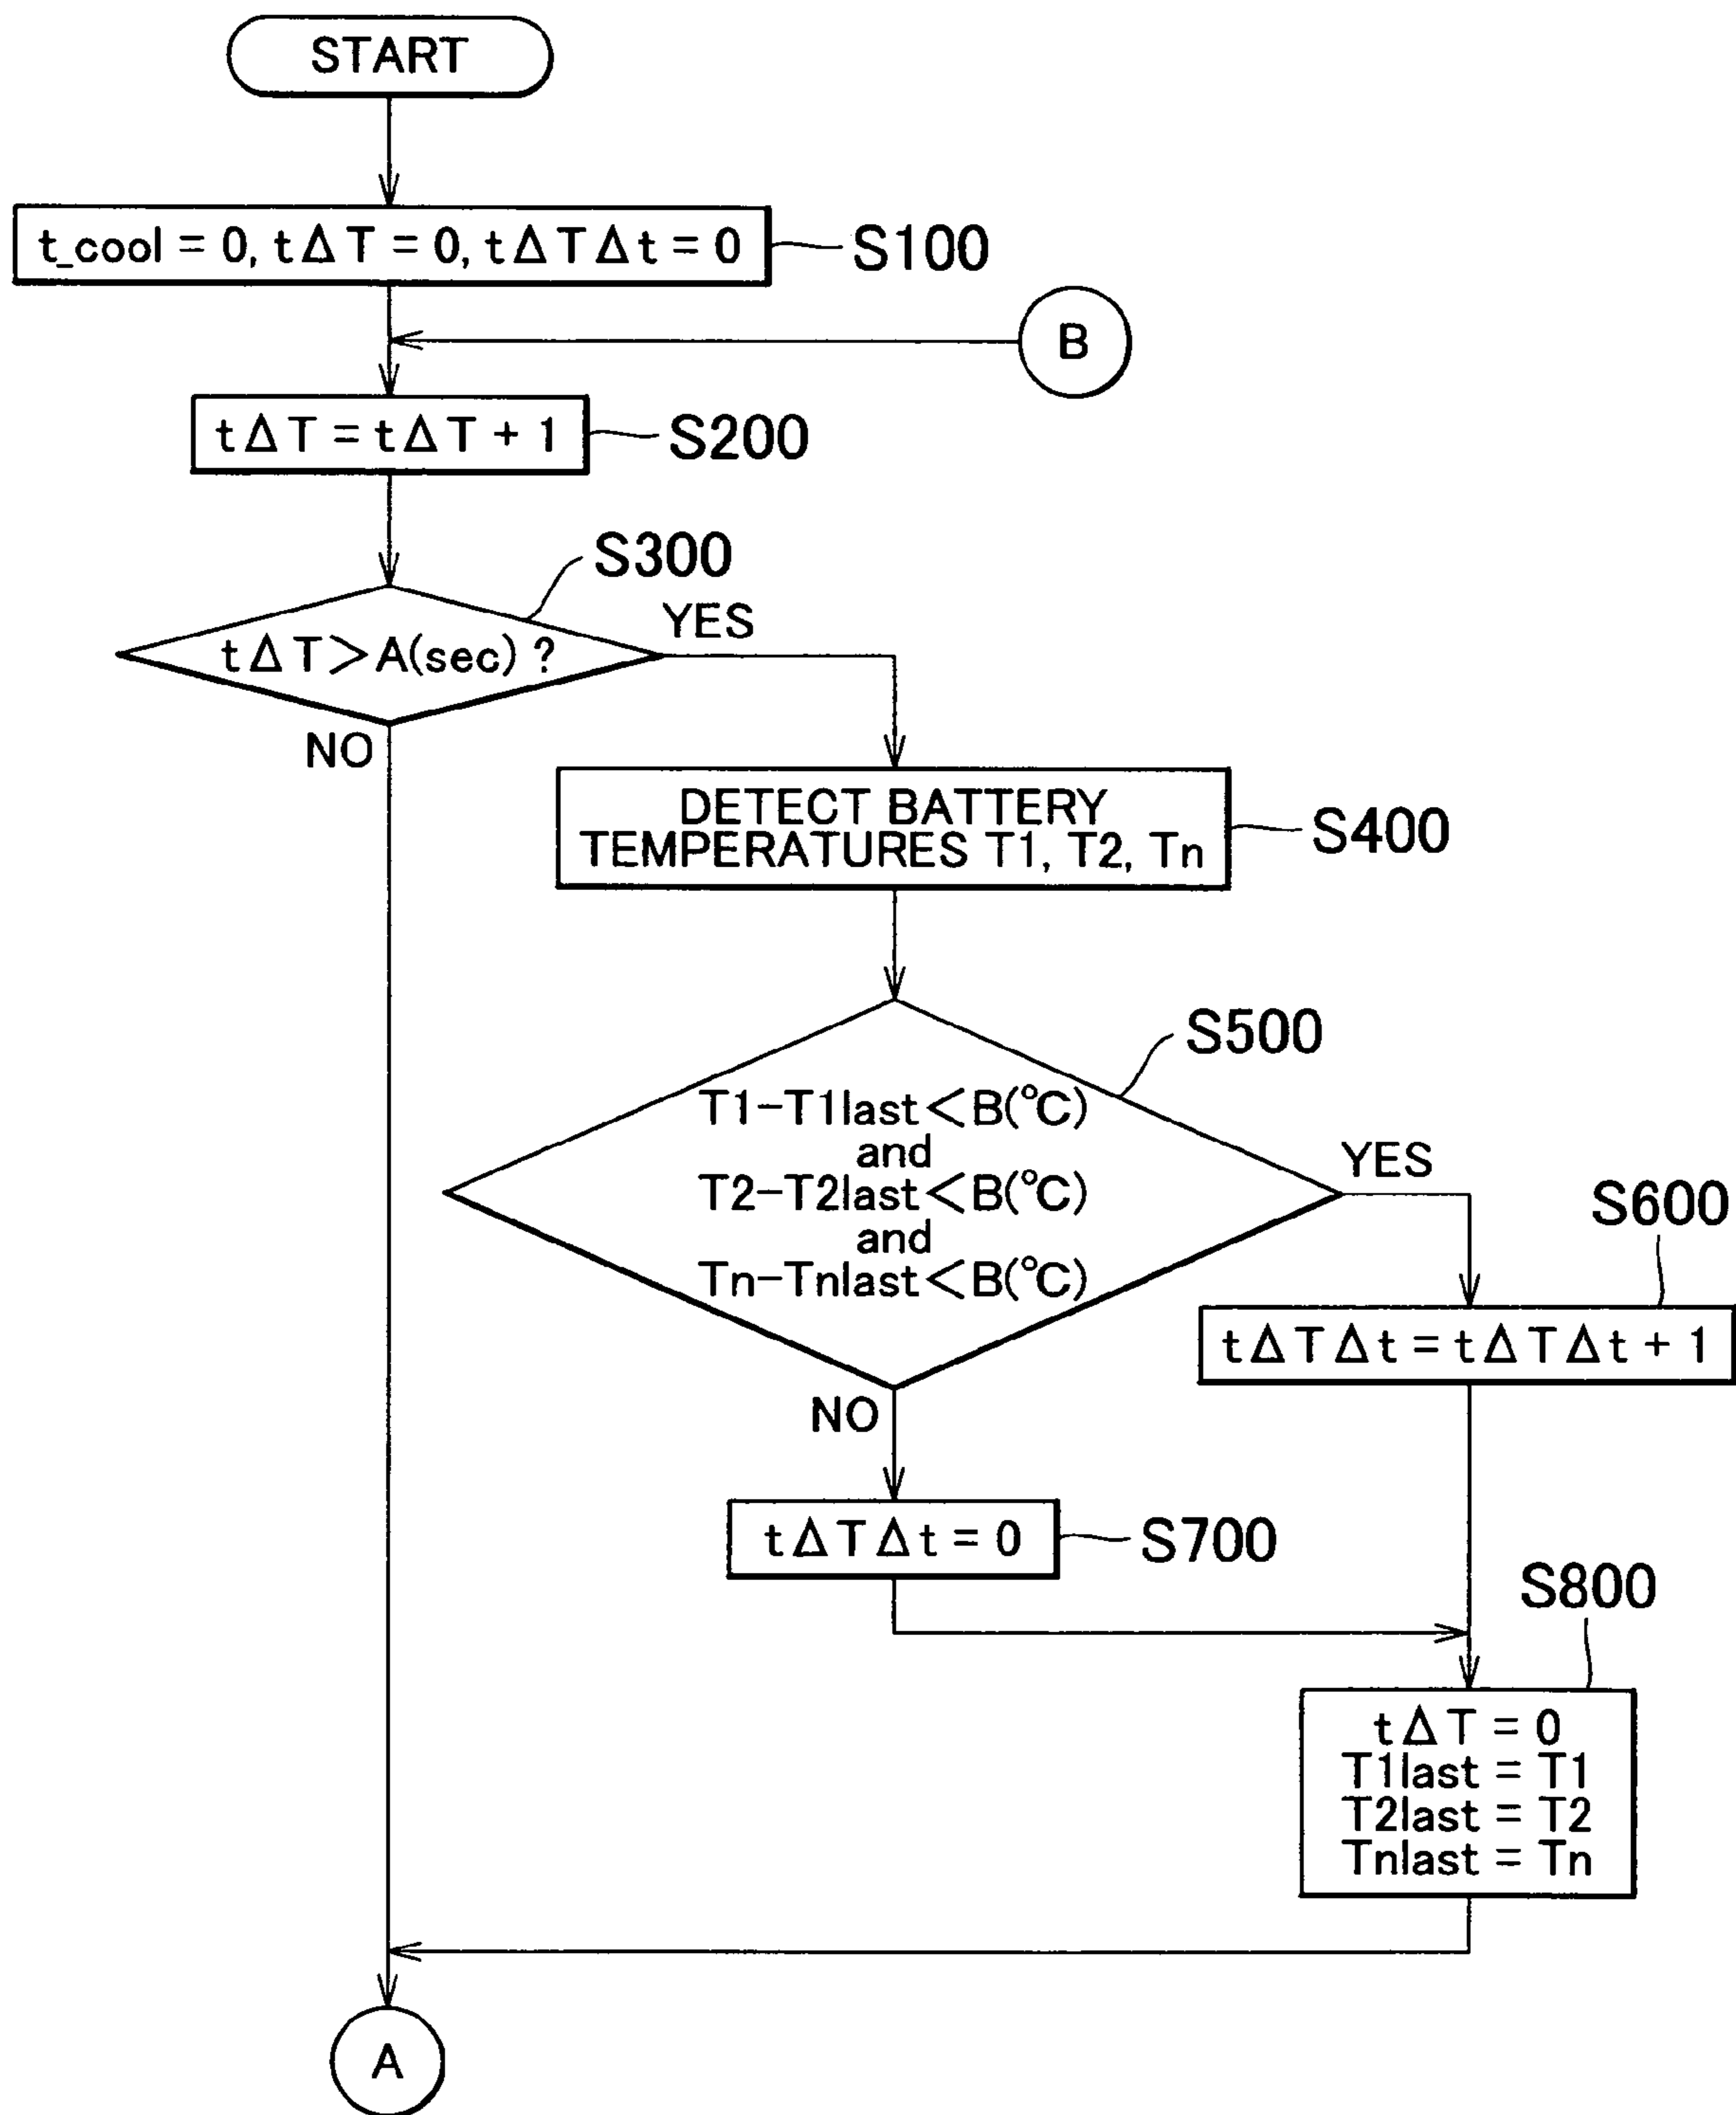 START
t_cool = 0, tΔT = 0, tΔTΔt = 0
S100
B
tΔT = tΔT + 1
S200
S300
tΔT>A(sec) ?
YES
NO
DETECT BATTERY
TEMPERATURES T1, T2, Tn
S400
S500
T1-T1last<B(℃)
and
T2-T2last<B(℃)
and
Tn-Tnlast<B(℃)
YES
NO
S600
tΔTΔt = tΔTΔt + 1
tΔTΔt = 0
S700
S800
tΔT = 0
T1last = T1
T2last = T2
Tnlast = Tn
A